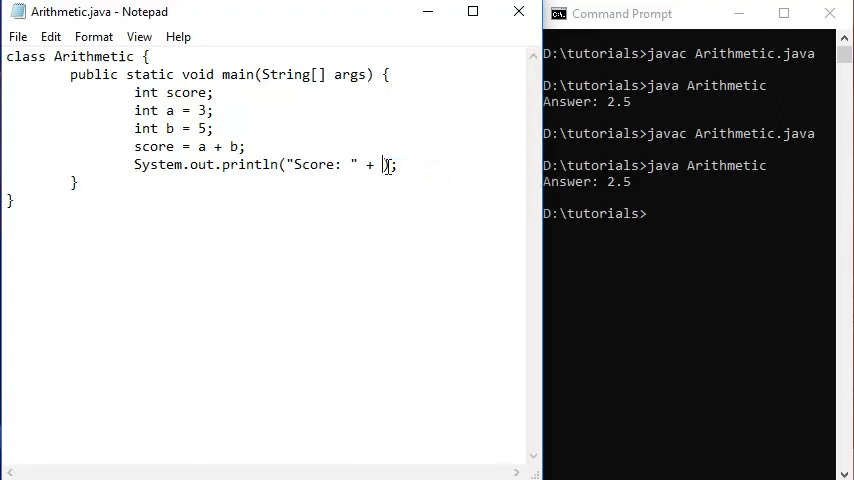 Arithmetic.java - Notepad
File Edit Format View Help
class Arithmetic {
public static void main(String[] args) {
int score;
int a = 3;
int b = 5;
score = a + b;
System.out.println("Score: " + );
}
}
Command Prompt
D:\tutorials>javac Arithmetic.java
D:\tutorials>java Arithmetic
Answer: 2.5
D:\tutorials>javac Arithmetic.java
D:\tutorials>java Arithmetic
Answer: 2.5
D:\tutorials>